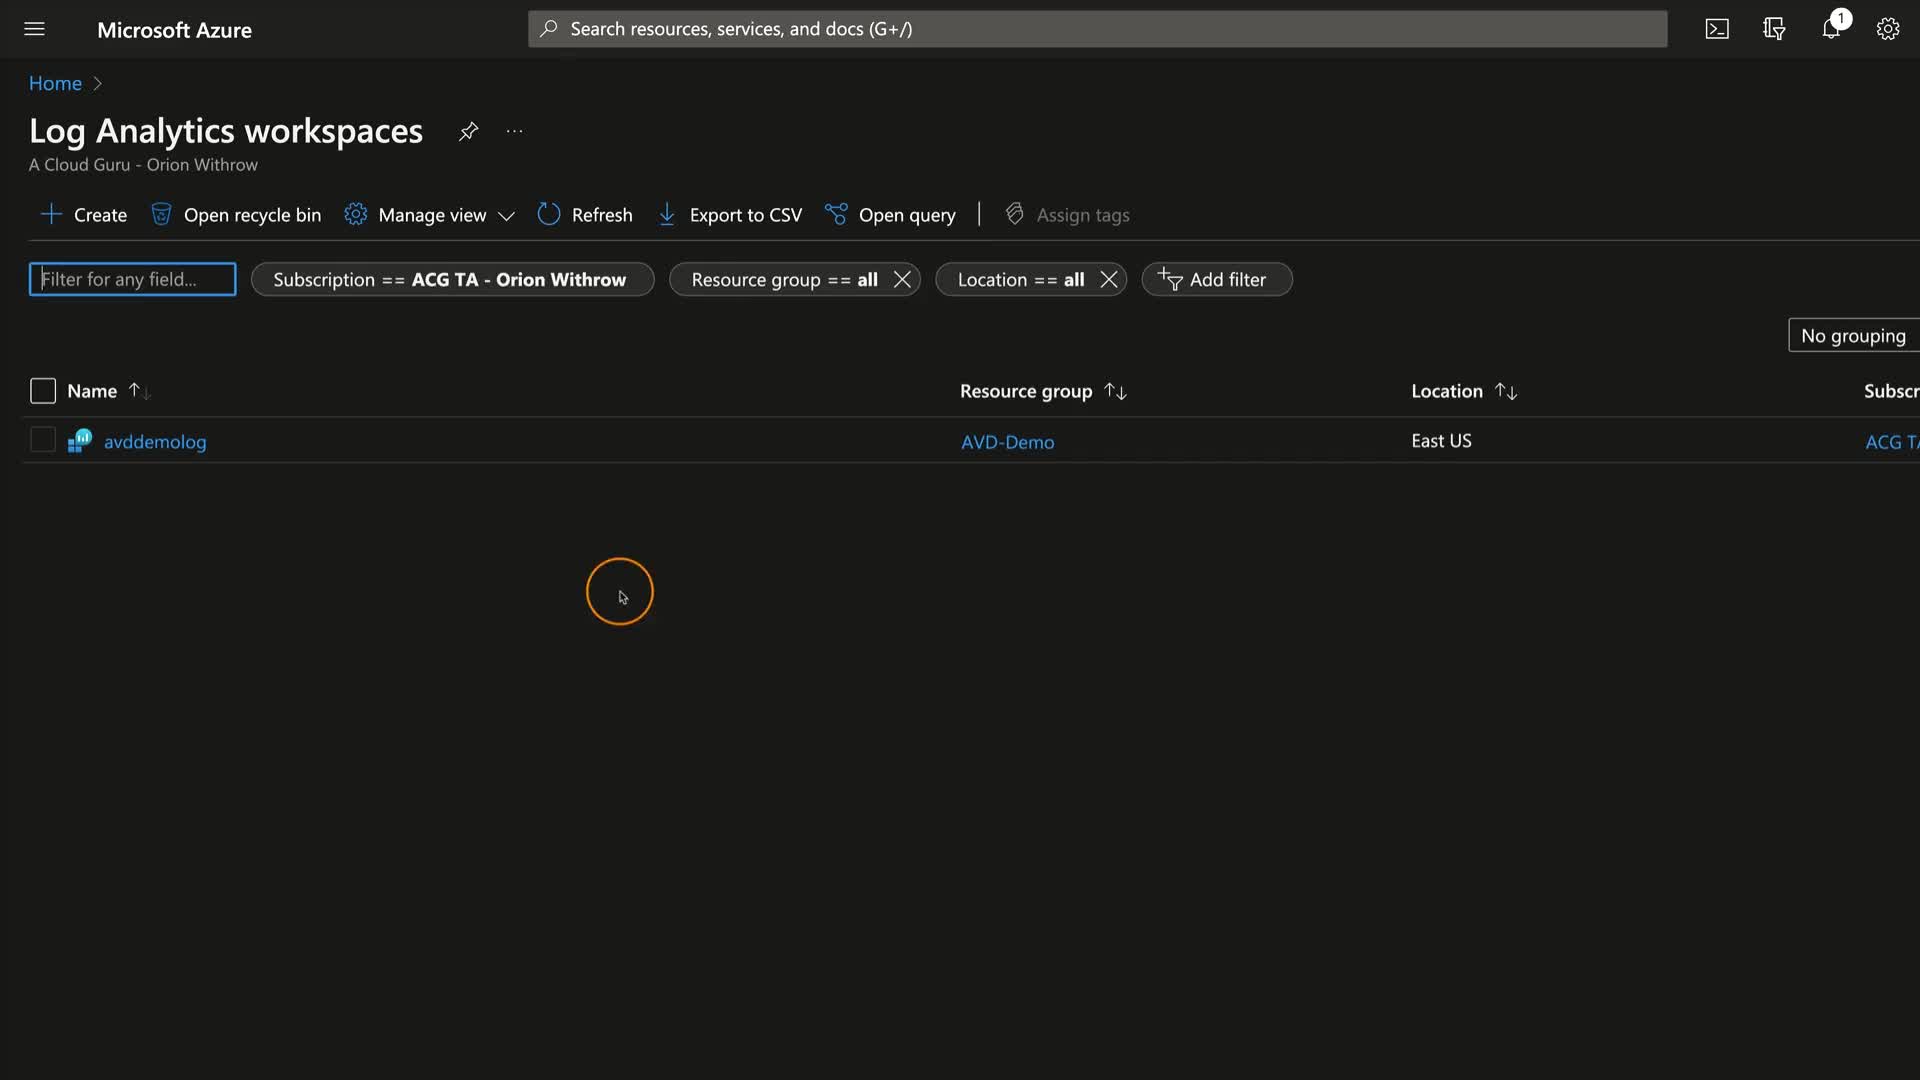 Microsoft Azure
Search resources, services, and docs (G+/)
1
Home
Log Analytics workspaces
A Cloud Guru - Orion Withrow
Create
Open recycle bin
Manage view
Refresh
Export to CSV
Open query
Assign tags
Filter for any field...
Subscription == ACG TA - Orion Withrow
Resource group == all
Location == all
Add filter
No grouping
Name
Resource group
Location
Subscr
avddemolog
AVD-Demo
East US
ACG TA